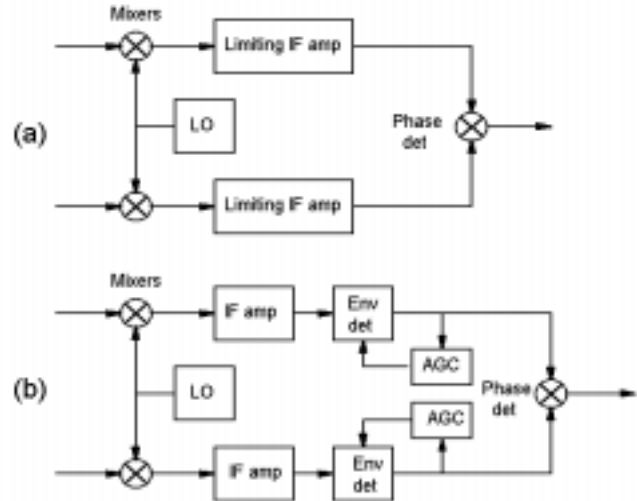 Mixers
Limiting IF amp
LO
(a)
Phase
det
Limiting IF amp
Mixers
IF amp
Env
det
AGC
LO
(b)
Phase
det
AGC
IF amp
Env
det